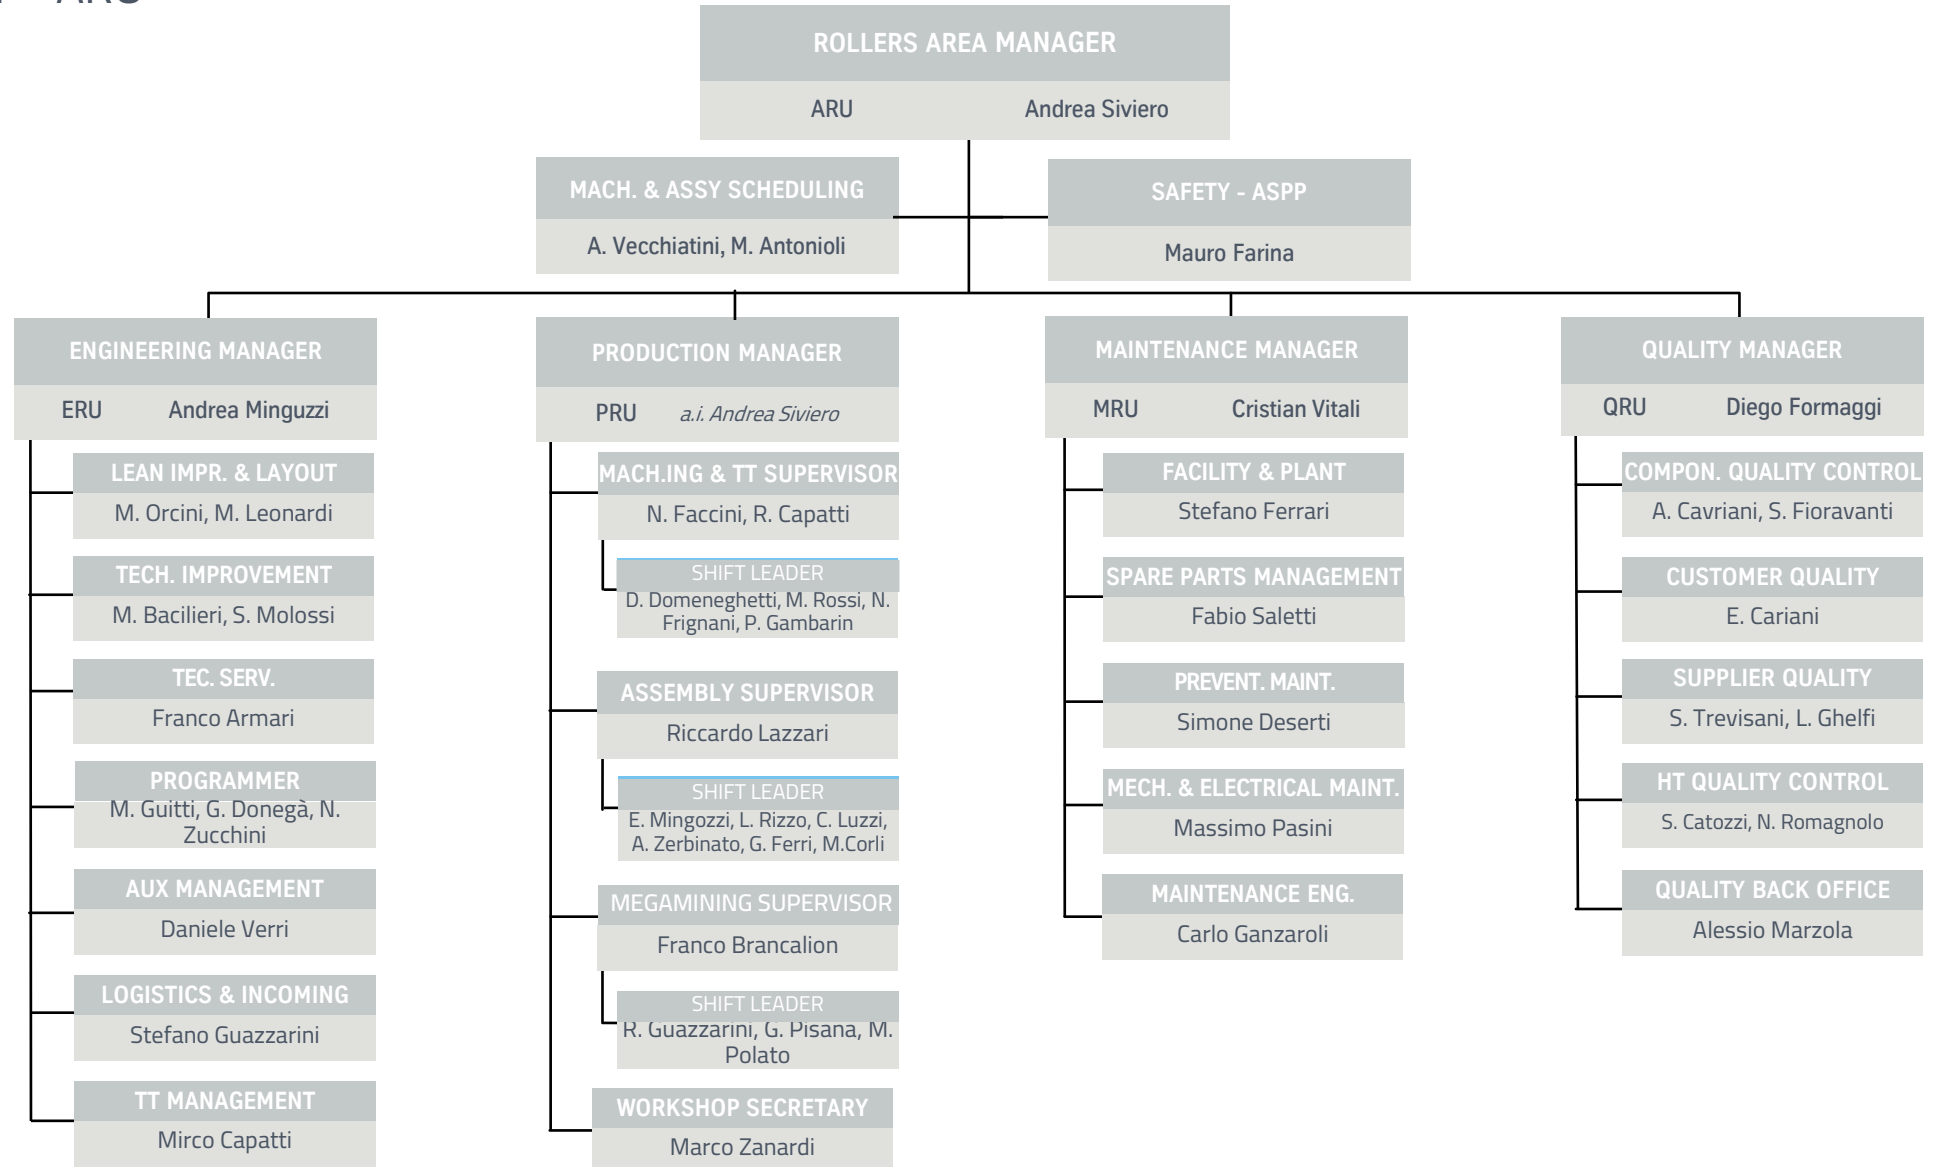 ARU
ROLLERS AREA MANAGER
ARU Andrea Siviero
MACH. & ASSY SCHEDULING
A. Vecchiatini, M. Antonioli
SAFETY - ASPP
Mauro Farina
ENGINEERING MANAGER
ERU Andrea Minguzzi
LEAN IMPR. & LAYOUT
M. Orcini, M. Leonardi
TECH. IMPROVEMENT
M. Bacilieri, S. Molossi
TEC. SERV.
Franco Armari
PROGRAMMER
M. Guitti, G. Donegà, N.
Zucchini
AUX MANAGEMENT
Daniele Verri
LOGISTICS & INCOMING
Stefano Guazzarini
TT MANAGEMENT
Mirco Capatti
PRODUCTION MANAGER
PRU a.i. Andrea Siviero
MACH.ING & TT SUPERVISOR
N. Faccini, R. Capatti
SHIFT LEADER
D. Domeneghetti, M. Rossi, N.
Frignani, P. Gambarin
ASSEMBLY SUPERVISOR
Riccardo Lazzari
SHIFT LEADER
E. Mingozzi, L. Rizzo, C. Luzzi,
A. Zerbinato, G. Ferri, M.Corli
MEGAMINING SUPERVISOR
Franco Brancalion
SHIFT LEADER
R. Guazzarini, G. Pisana, M.
Polato
WORKSHOP SECRETARY
Marco Zanardi
MAINTENANCE MANAGER
MRU Cristian Vitali
FACILITY & PLANT
Stefano Ferrari
SPARE PARTS MANAGEMENT
Fabio Saletti
PREVENT. MAINT.
Simone Deserti
MECH. & ELECTRICAL MAINT.
Massimo Pasini
MAINTENANCE ENG.
Carlo Ganzaroli
QUALITY MANAGER
QRU Diego Formaggi
COMPON. QUALITY CONTROL
A. Cavriani, S. Fioravanti
CUSTOMER QUALITY
E. Cariani
SUPPLIER QUALITY
S. Trevisani, L. Ghelfi
HT QUALITY CONTROL
S. Catozzi, N. Romagnolo
QUALITY BACK OFFICE
Alessio Marzola